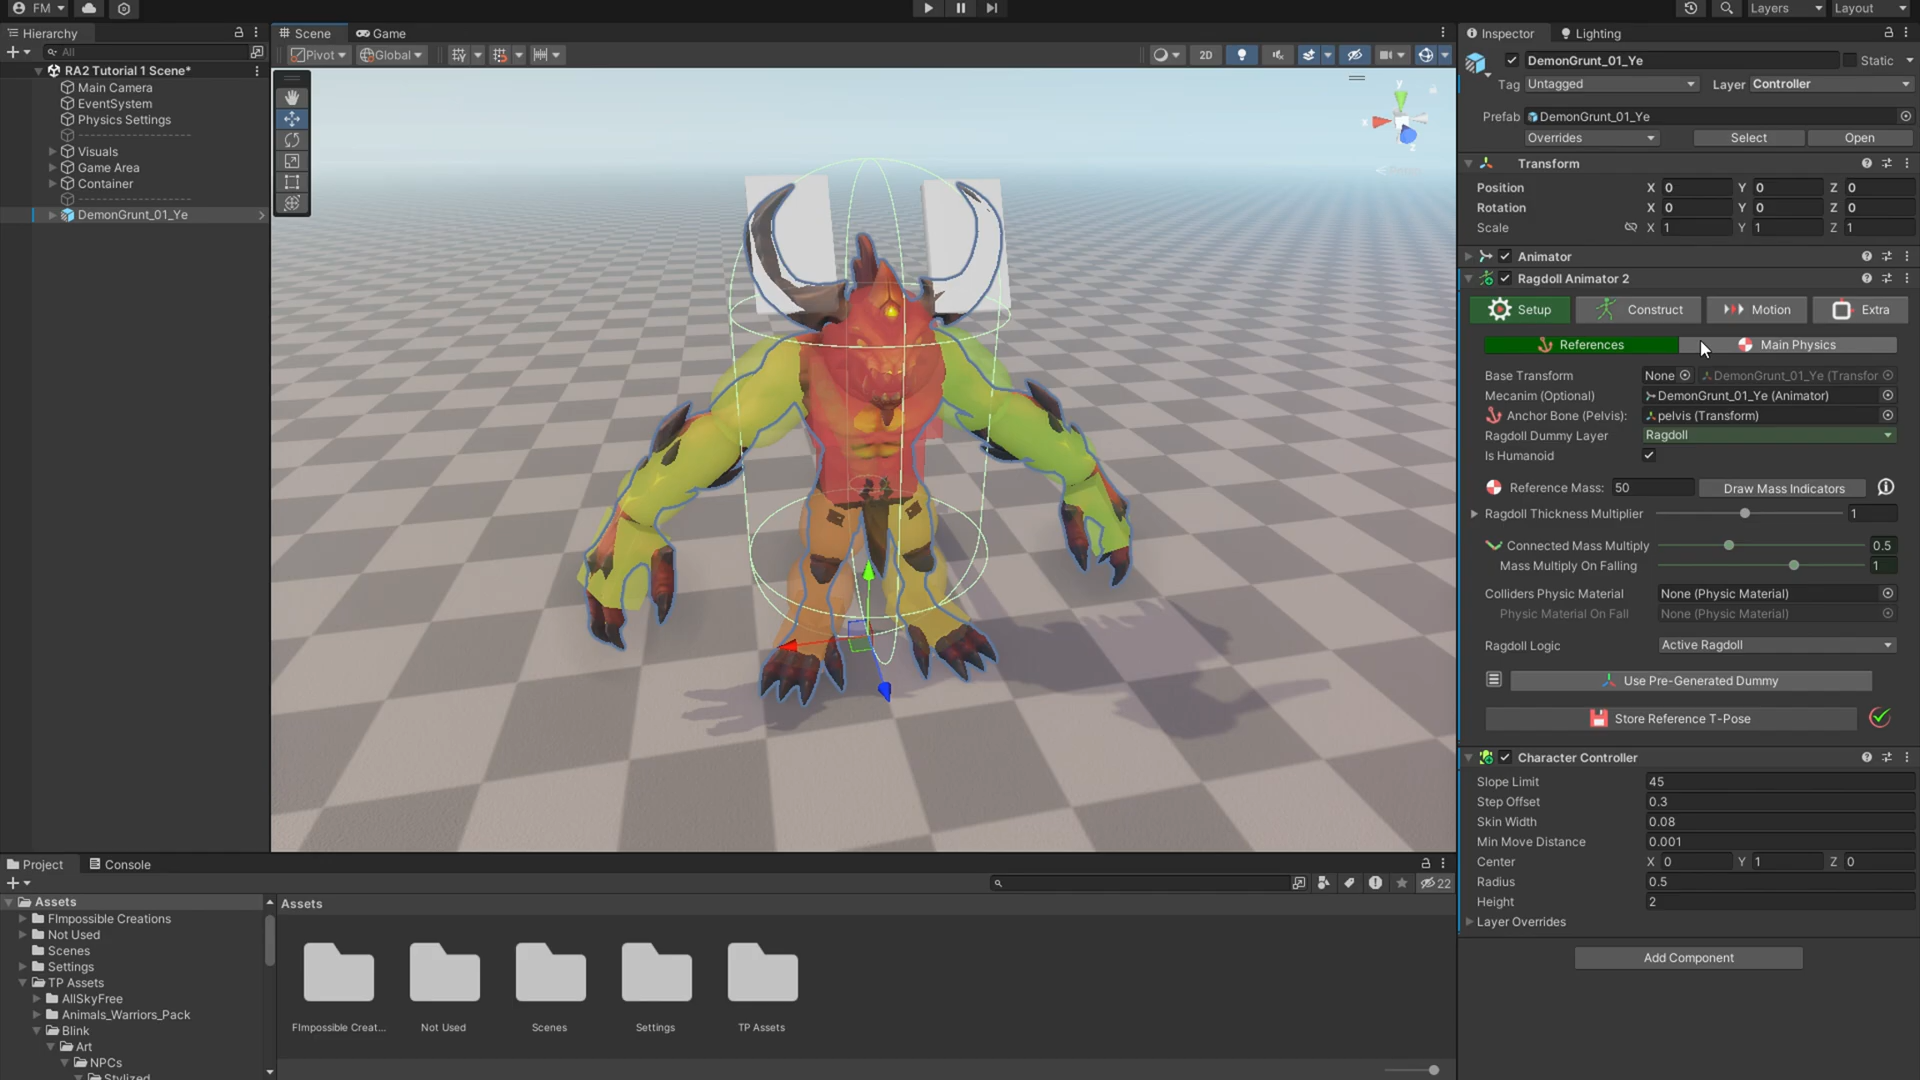 FM
Layers
Layout
Hierarchy
All
RA2 Tutorial 1 Scene*
Main Camera
EventSystem
Physics Settings
---------------------
Visuals
Game Area
Container
---------------------
DemonGrunt_01_Ye
Scene
Game
Pivot
Global
2D
y
x
z
Inspector
Lighting
DemonGrunt_01_Ye
Static
Tag Untagged Layer Controller
Prefab DemonGrunt_01_Ye
Overrides Select Open
Transform
Position X 0 Y 0 Z 0
Rotation X 0 Y 0 Z 0
Scale X 1 Y 1 Z 1
Animator
Ragdoll Animator 2
Setup Construct Motion Extra
References Main Physics
Base Transform None DemonGrunt_01_Ye (Transfor
Mecanim (Optional) DemonGrunt_01_Ye (Animator)
Anchor Bone (Pelvis): pelvis (Transform)
Ragdoll Dummy Layer Ragdoll
Is Humanoid
Reference Mass: 50 Draw Mass Indicators
Ragdoll Thickness Multiplier 1
Connected Mass Multiply 0.5
Mass Multiply On Falling 1
Colliders Physic Material None (Physic Material)
Physic Material On Fall None (Physic Material)
Ragdoll Logic Active Ragdoll
Use Pre-Generated Dummy
Store Reference T-Pose
Character Controller
Slope Limit 45
Step Offset 0.3
Skin Width 0.08
Min Move Distance 0.001
Center X 0 Y 1 Z 0
Radius 0.5
Height 2
Layer Overrides
Add Component
Project
Console
22
Assets
FImpossible Creations
Not Used
Scenes
Settings
TP Assets
AllSkyFree
Animals_Warriors_Pack
Blink
Art
NPCs
Stylized
Assets
FImpossible Creat...
Not Used
Scenes
Settings
TP Assets